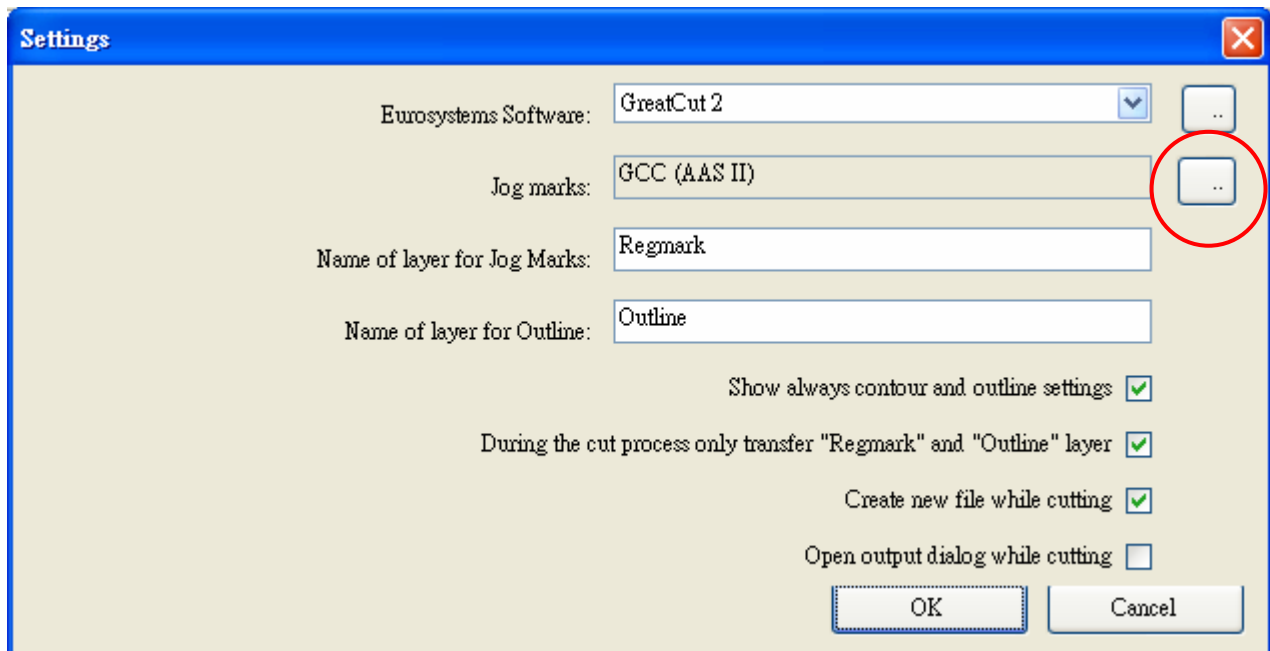 Settings
Eurosystems Software: GreatCut 2 ..
Jog marks: GCC (AAS II) ..
Name of layer for Jog Marks: Regmark
Name of layer for Outline: Outline
Show always contour and outline settings
During the cut process only transfer "Regmark" and "Outline" layer
Create new file while cutting
Open output dialog while cutting
OK Cancel